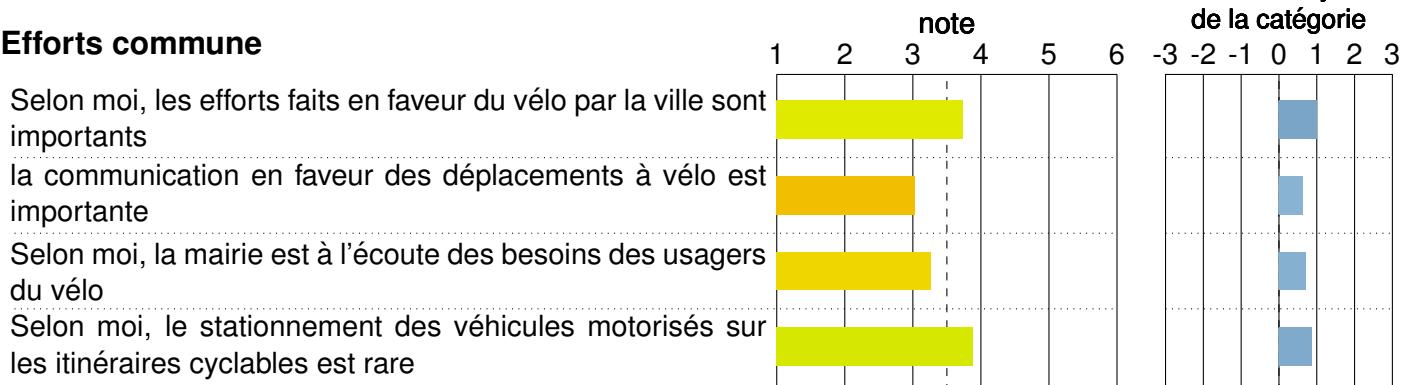 note
de la catégorie
Efforts commune
1 2 3 4 5 6 -3 -2 -1 0 1 2 3
Selon moi, les efforts faits en faveur du vélo par la ville sont
importants
la communication en faveur des déplacements à vélo est
importante
Selon moi, la mairie est à l'écoute des besoins des usagers
du vélo
Selon moi, le stationnement des véhicules motorisés sur
les itinéraires cyclables est rare